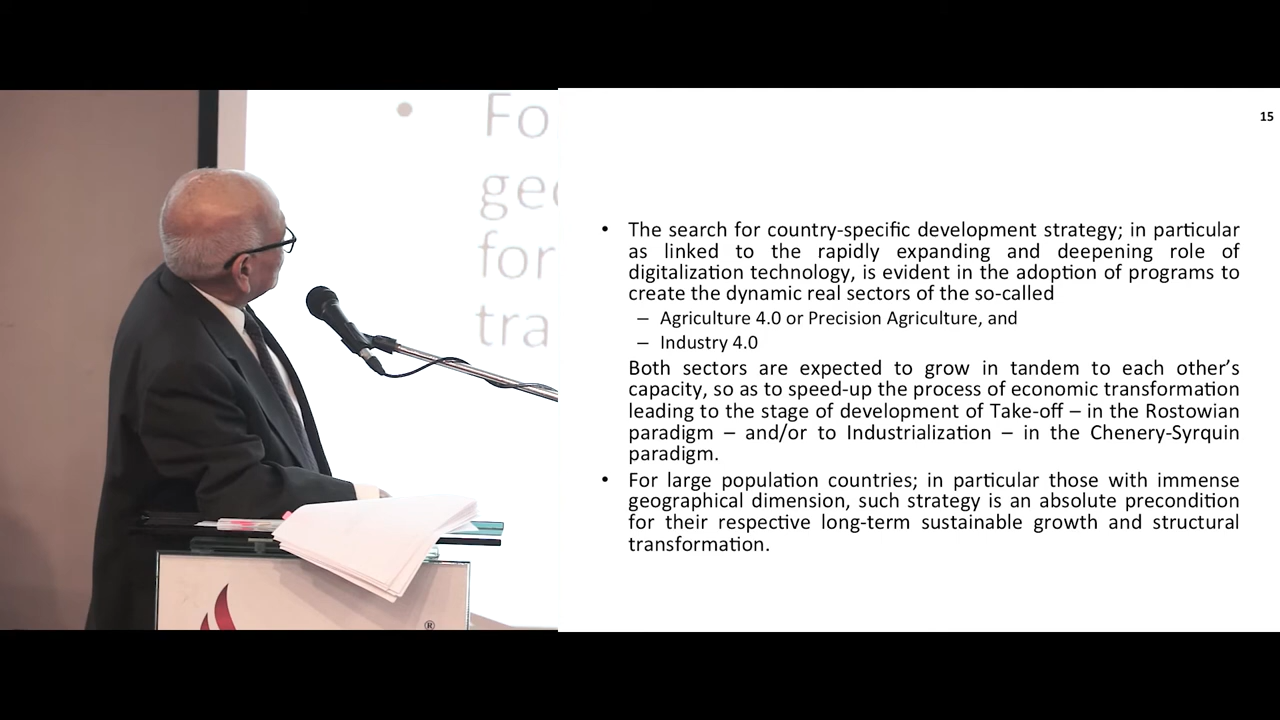 • Fo
geo
for
tra
®
15
• The search for country-specific development strategy; in particular
as linked to the rapidly expanding and deepening role of
digitalization technology, is evident in the adoption of programs to
create the dynamic real sectors of the so-called
– Agriculture 4.0 or Precision Agriculture, and
– Industry 4.0
Both sectors are expected to grow in tandem to each other’s
capacity, so as to speed-up the process of economic transformation
leading to the stage of development of Take-off – in the Rostowian
paradigm – and/or to Industrialization – in the Chenery-Syrquin
paradigm.
• For large population countries; in particular those with immense
geographical dimension, such strategy is an absolute precondition
for their respective long-term sustainable growth and structural
transformation.